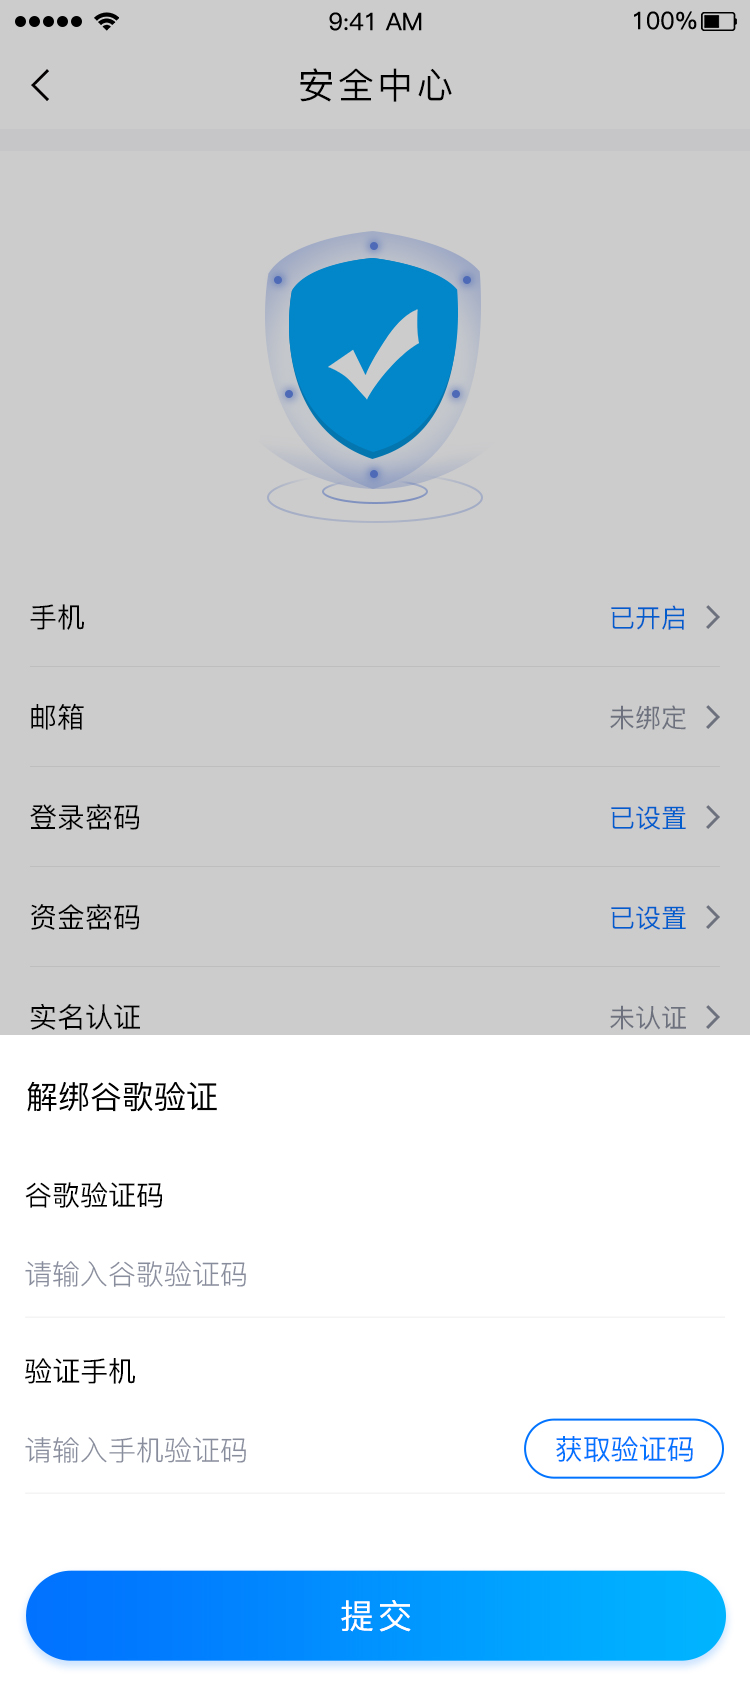 9:41 AM
100%
安全中心
手机
已开启
邮箱
未绑定
登录密码
已设置
资金密码
已设置
实名认证
未认证
解绑谷歌验证
谷歌验证码
请输入谷歌验证码
验证手机
请输入手机验证码
获取验证码
提交